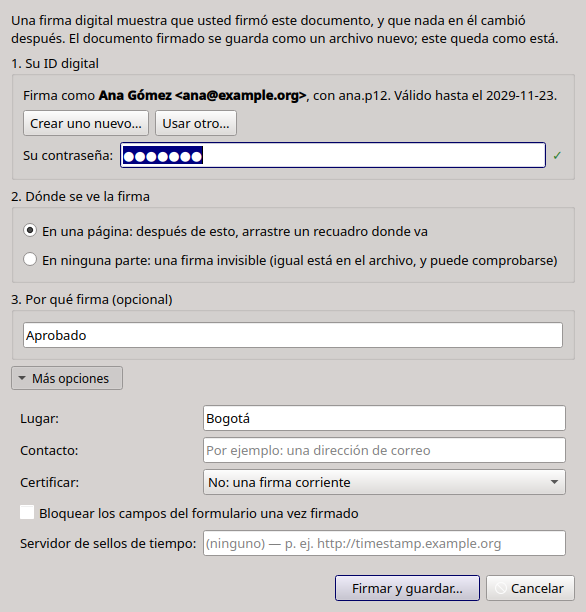 Una firma digital muestra que usted firmó este documento, y que nada en él cambió
después. El documento firmado se guarda como un archivo nuevo; este queda como está.
1. Su ID digital
Firma como Ana Gómez <ana@example.org>, con ana.p12. Válido hasta el 2029-11-23.
Crear uno nuevo... Usar otro...
Su contraseña: ●●●●●●● ✓
2. Dónde se ve la firma
En una página: después de esto, arrastre un recuadro donde va
En ninguna parte: una firma invisible (igual está en el archivo, y puede comprobarse)
3. Por qué firma (opcional)
Aprobado
Más opciones
Lugar: Bogotá
Contacto: Por ejemplo: una dirección de correo
Certificar: No: una firma corriente
Bloquear los campos del formulario una vez firmado
Servidor de sellos de tiempo: (ninguno) — p. ej. http://timestamp.example.org
Firmar y guardar... Cancelar